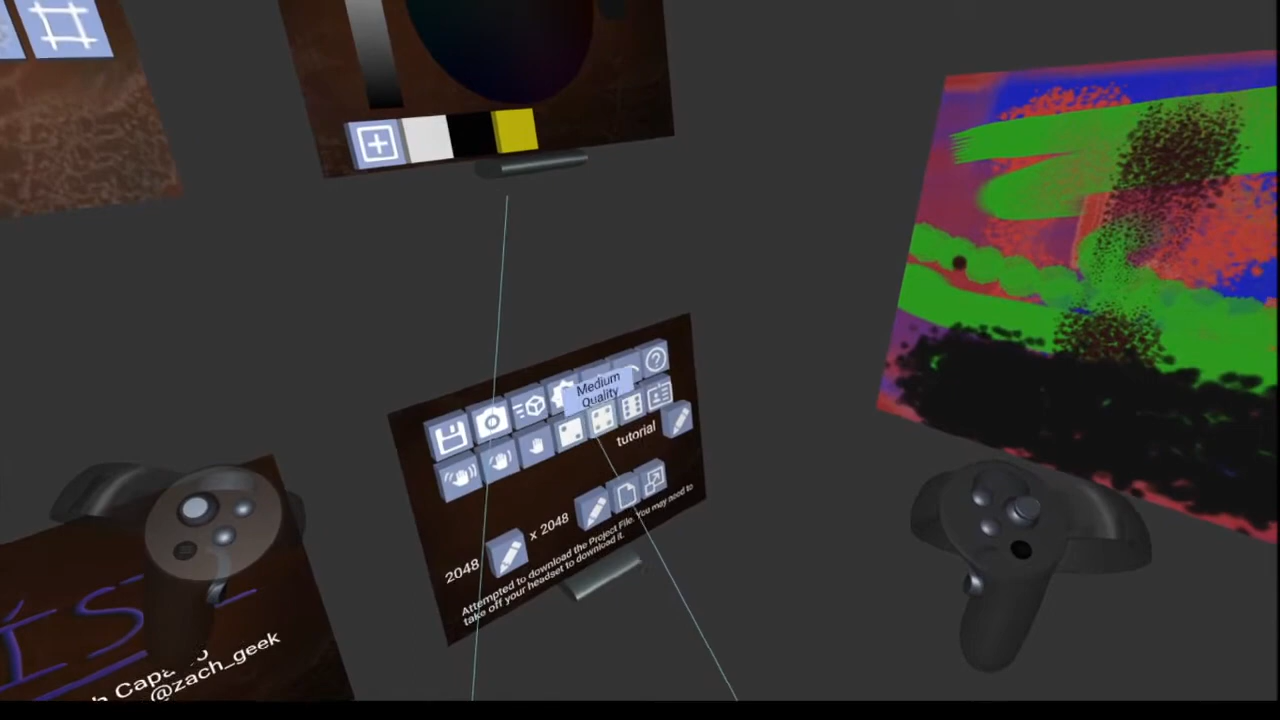 Medium
Quality
tutorial
2048
x 2048
Attempted to download the Project File. You may need to
take off your headset to download it.
@zach_geek